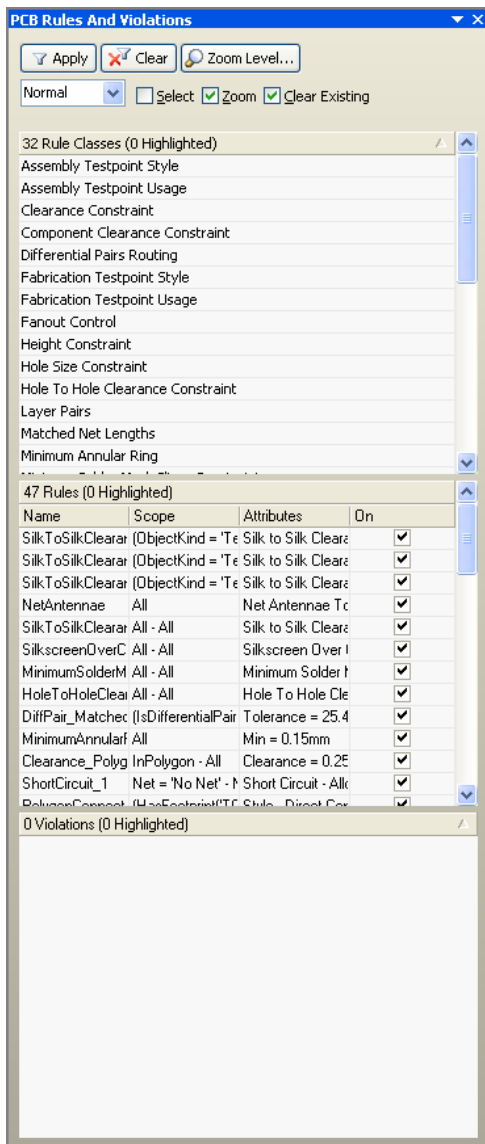 PCB Rules And Violations
Apply Clear Zoom Level...
Normal Select Zoom Clear Existing
32 Rule Classes (0 Highlighted)
Assembly Testpoint Style
Assembly Testpoint Usage
Clearance Constraint
Component Clearance Constraint
Differential Pairs Routing
Fabrication Testpoint Style
Fabrication Testpoint Usage
Fanout Control
Height Constraint
Hole Size Constraint
Hole To Hole Clearance Constraint
Layer Pairs
Matched Net Lengths
Minimum Annular Ring
47 Rules (0 Highlighted)
Name Scope Attributes On
SilkToSilkClearar (ObjectKind = 'Te Silk to Silk Cleara
SilkToSilkClearar (ObjectKind = 'Te Silk to Silk Cleara
SilkToSilkClearar (ObjectKind = 'Te Silk to Silk Cleara
NetAntennae All Net Antennae To
SilkToSilkClearar All - All Silk to Silk Cleara
SilkscreenOverC All - All Silkscreen Over
MinimumSolderM All - All Minimum Solder
HoleToHoleClear All - All Hole To Hole Cle
DiffPair_Matched (IsDifferentialPair Tolerance = 25.4
MinimumAnnular All Min = 0.15mm
Clearance_Polyg InPolygon - All Clearance = 0.25
ShortCircuit_1 Net = 'No Net' - Short Circuit - Allo
0 Violations (0 Highlighted)